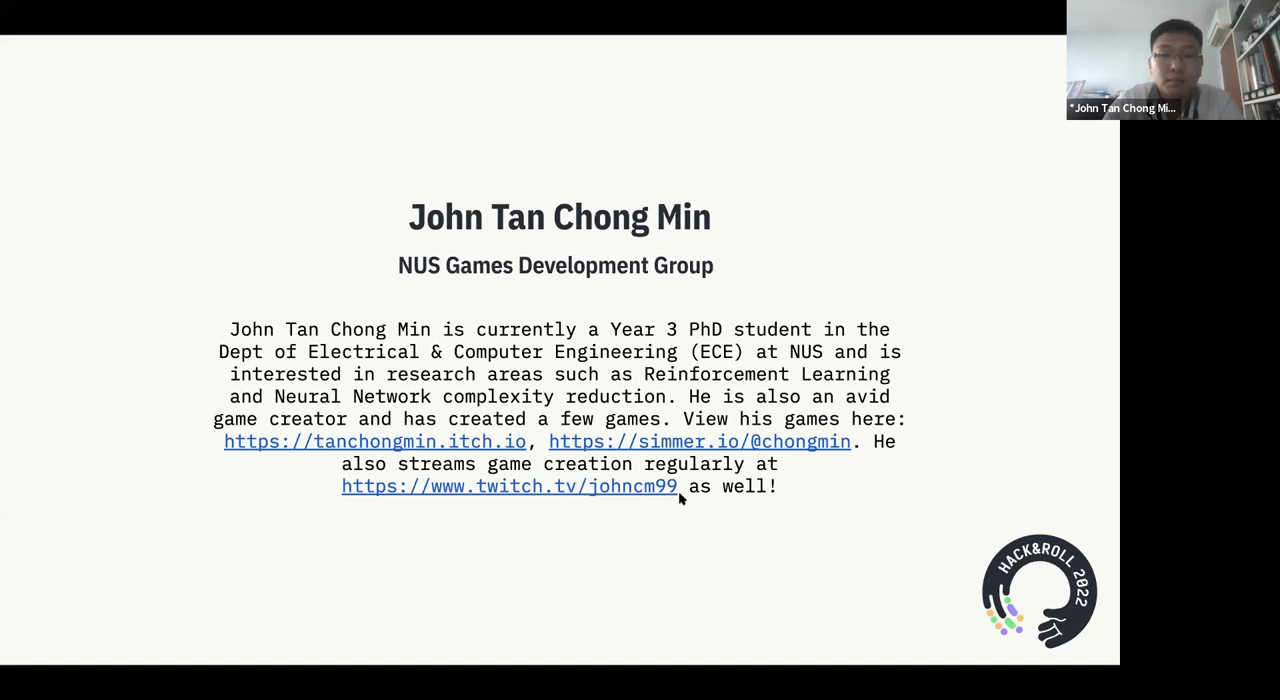 *John Tan Chong Mi...
John Tan Chong Min
NUS Games Development Group
John Tan Chong Min is currently a Year 3 PhD student in the
Dept of Electrical & Computer Engineering (ECE) at NUS and is
interested in research areas such as Reinforcement Learning
and Neural Network complexity reduction. He is also an avid
game creator and has created a few games. View his games here:
https://tanchongmin.itch.io, https://simmer.io/@chongmin. He
also streams game creation regularly at
https://www.twitch.tv/johncm99 as well!
HACK&ROLL 2022